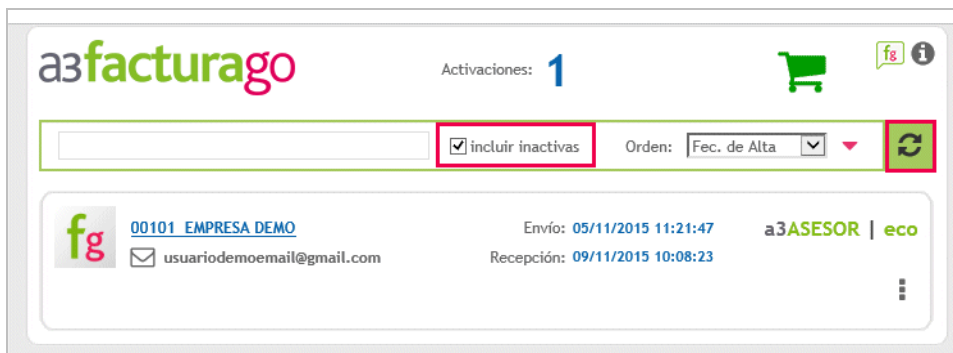 a3facturago
Activaciones: 1
fg
incluir inactivas
Orden: Fec. de Alta
fg
00101 EMPRESA DEMO
Envío: 05/11/2015 11:21:47
a3ASESOR | eco
usuariodemoemail@gmail.com
Recepción: 09/11/2015 10:08:23